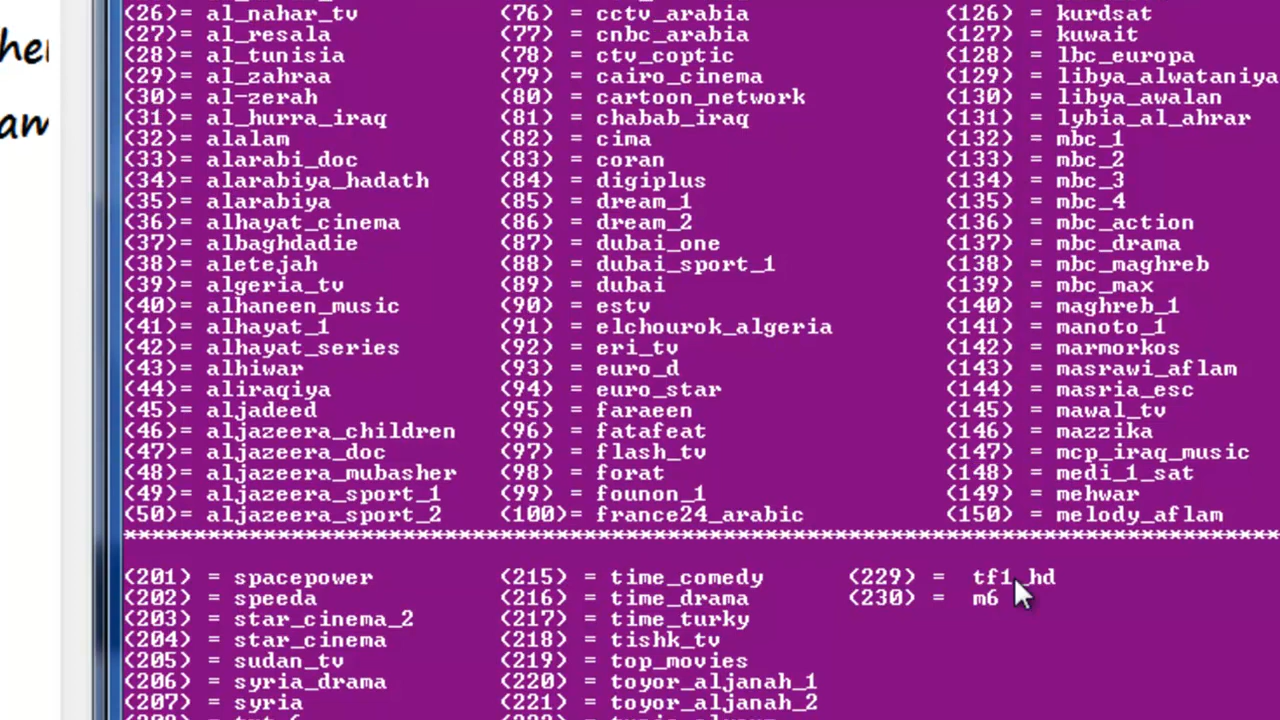 (26)= al_nahar_tv (76) = cctv_arabia (126) = kurdsat
(27)= al_resala (77) = cnbc_arabia (127) = kuwait
(28)= al_tunisia (78) = ctv_coptic (128) = lbc_europa
(29)= al_zahraa (79) = cairo_cinema (129) = libya_alwataniya
(30)= al-zerah (80) = cartoon_network (130) = libya_awalan
(31)= al_hurra_iraq (81) = chabab_iraq (131) = lybia_al_ahrar
(32)= alalam (82) = cima (132) = mbc_1
(33)= alarabi_doc (83) = coran (133) = mbc_2
(34)= alarabiya_hadath (84) = digiplus (134) = mbc_3
(35)= alarabiya (85) = dream_1 (135) = mbc_4
(36)= alhayat_cinema (86) = dream_2 (136) = mbc_action
(37)= albaghdadie (87) = dubai_one (137) = mbc_drama
(38)= aletejah (88) = dubai_sport_1 (138) = mbc_maghreb
(39)= algeria_tv (89) = dubai (139) = mbc_max
(40)= alhaneen_music (90) = estv (140) = maghreb_1
(41)= alhayat_1 (91) = elchourok_algeria (141) = manoto_1
(42)= alhayat_series (92) = eri_tv (142) = marmorkos
(43)= alhiwar (93) = euro_d (143) = masrawi_aflam
(44)= aliraqiya (94) = euro_star (144) = masria_esc
(45)= aljadeed (95) = faraeen (145) = mawal_tv
(46)= aljazeera_children (96) = fatafeat (146) = mazzika
(47)= aljazeera_doc (97) = flash_tv (147) = mcp_iraq_music
(48)= aljazeera_mubasher (98) = forat (148) = medi_1_sat
(49)= aljazeera_sport_1 (99) = founon_1 (149) = mehwar
(50)= aljazeera_sport_2 (100)= france24_arabic (150) = melody_aflam
(201) = spacepower (215) = time_comedy (229) = tf1_hd
(202) = speeda (216) = time_drama (230) = m6
(203) = star_cinema_2 (217) = time_turky
(204) = star_cinema (218) = tishk_tv
(205) = sudan_tv (219) = top_movies
(206) = syria_drama (220) = toyor_aljanah_1
(207) = syria (221) = toyor_aljanah_2